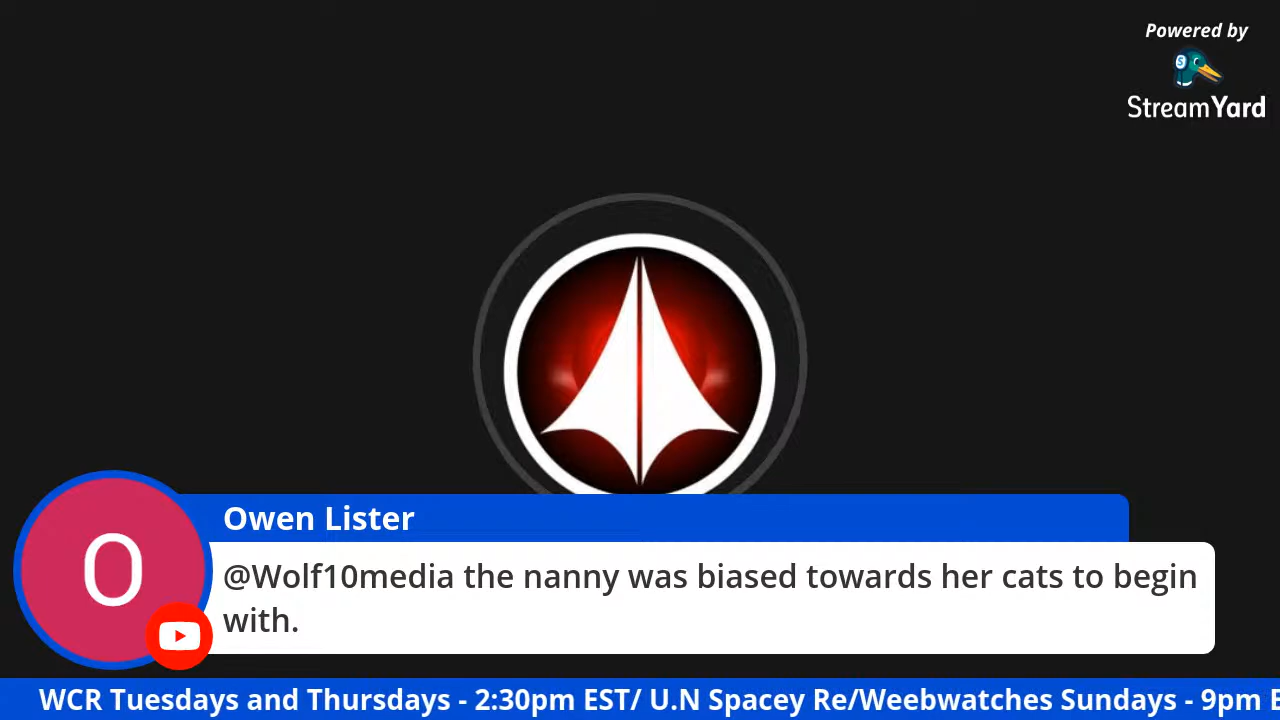 Powered by
S
StreamYard
O
Owen Lister
@Wolf10media the nanny was biased towards her cats to begin
with.
WCR Tuesdays and Thursdays - 2:30pm EST/ U.N Spacey Re/Weebwatches Sundays - 9pm E